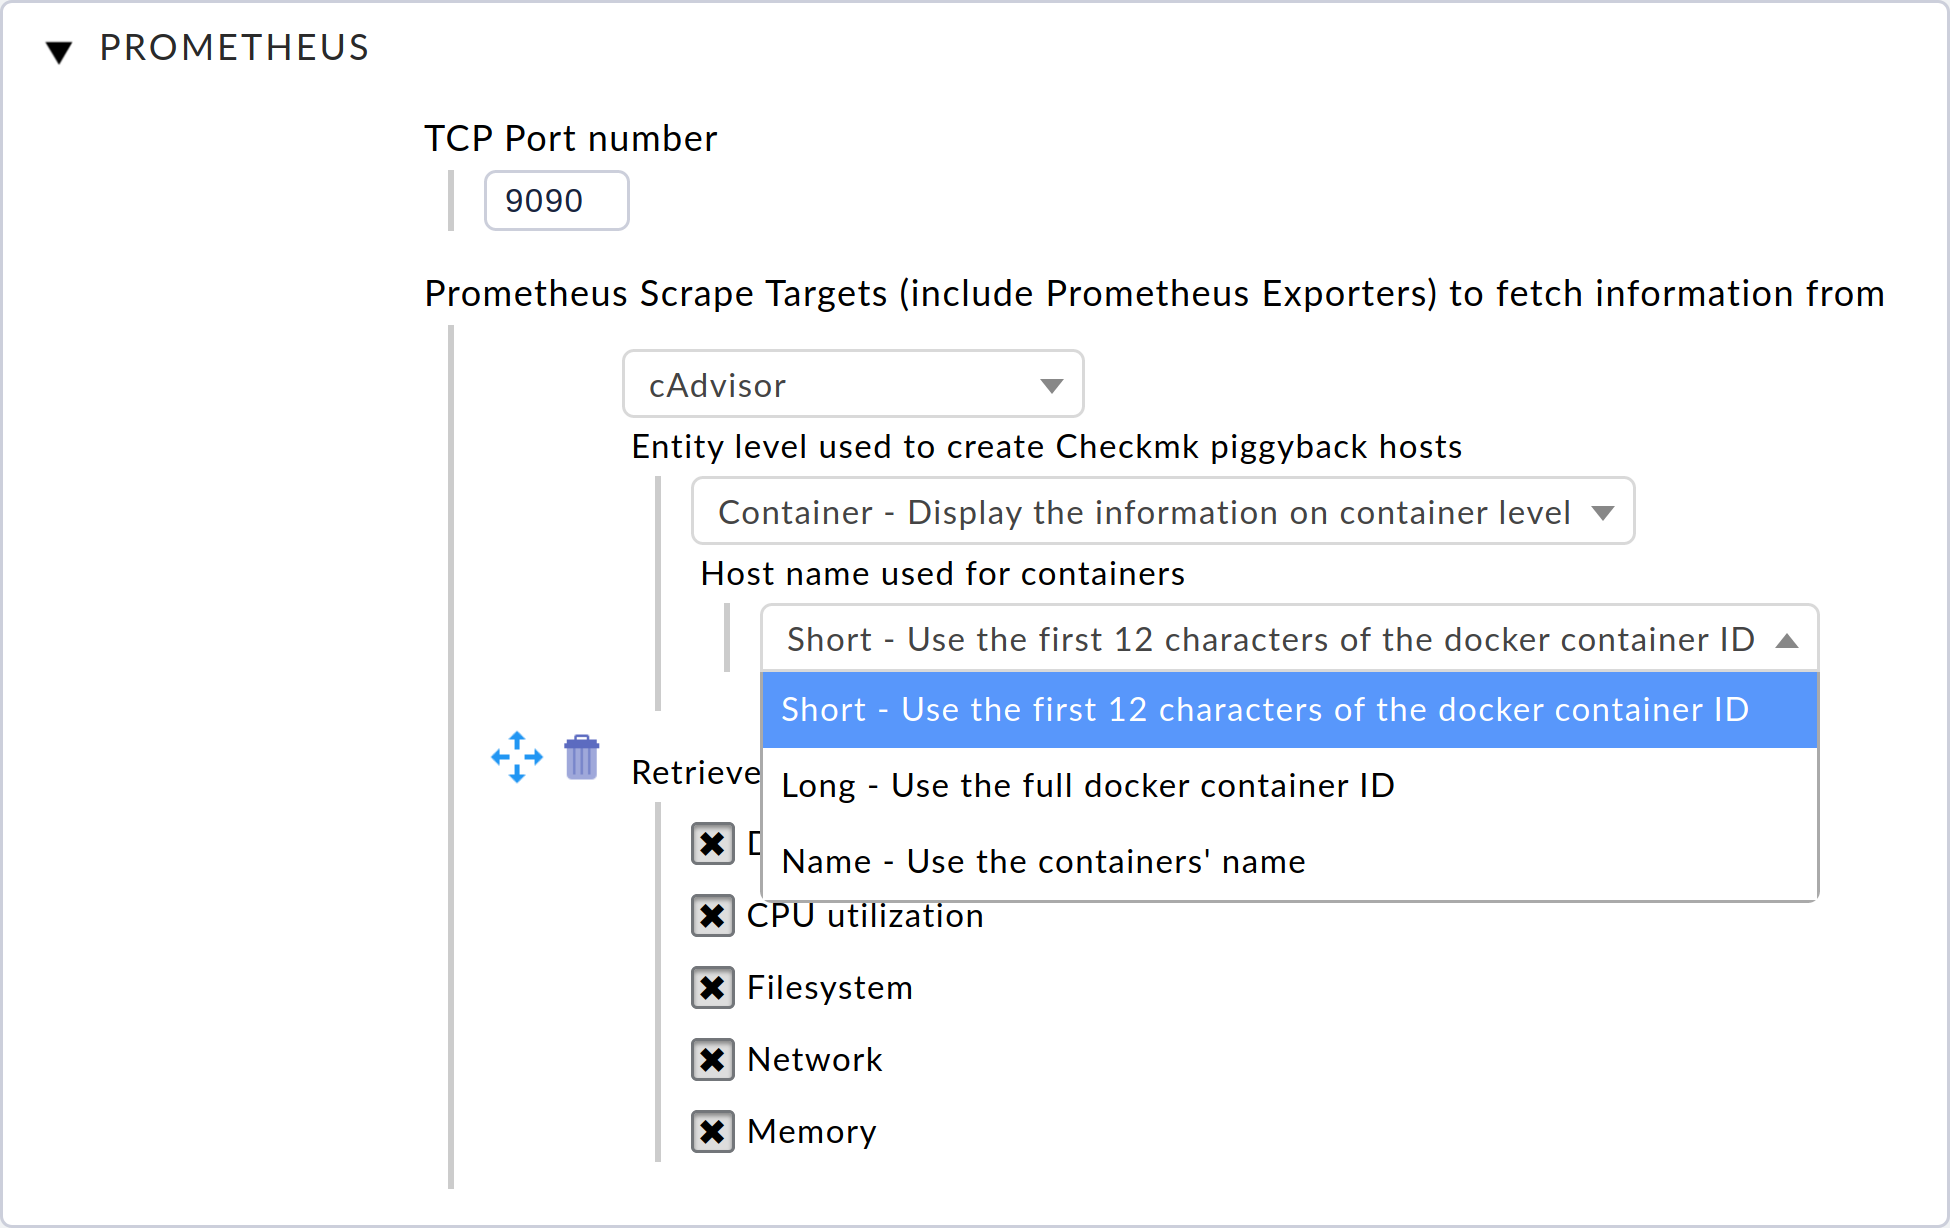 PROMETHEUS
TCP Port number
9090
Prometheus Scrape Targets (include Prometheus Exporters) to fetch information from
cAdvisor
Entity level used to create Checkmk piggyback hosts
Container - Display the information on container level
Host name used for containers
Short - Use the first 12 characters of the docker container ID
Short - Use the first 12 characters of the docker container ID
Long - Use the full docker container ID
Name - Use the containers' name
Retrieve
CPU utilization
Filesystem
Network
Memory